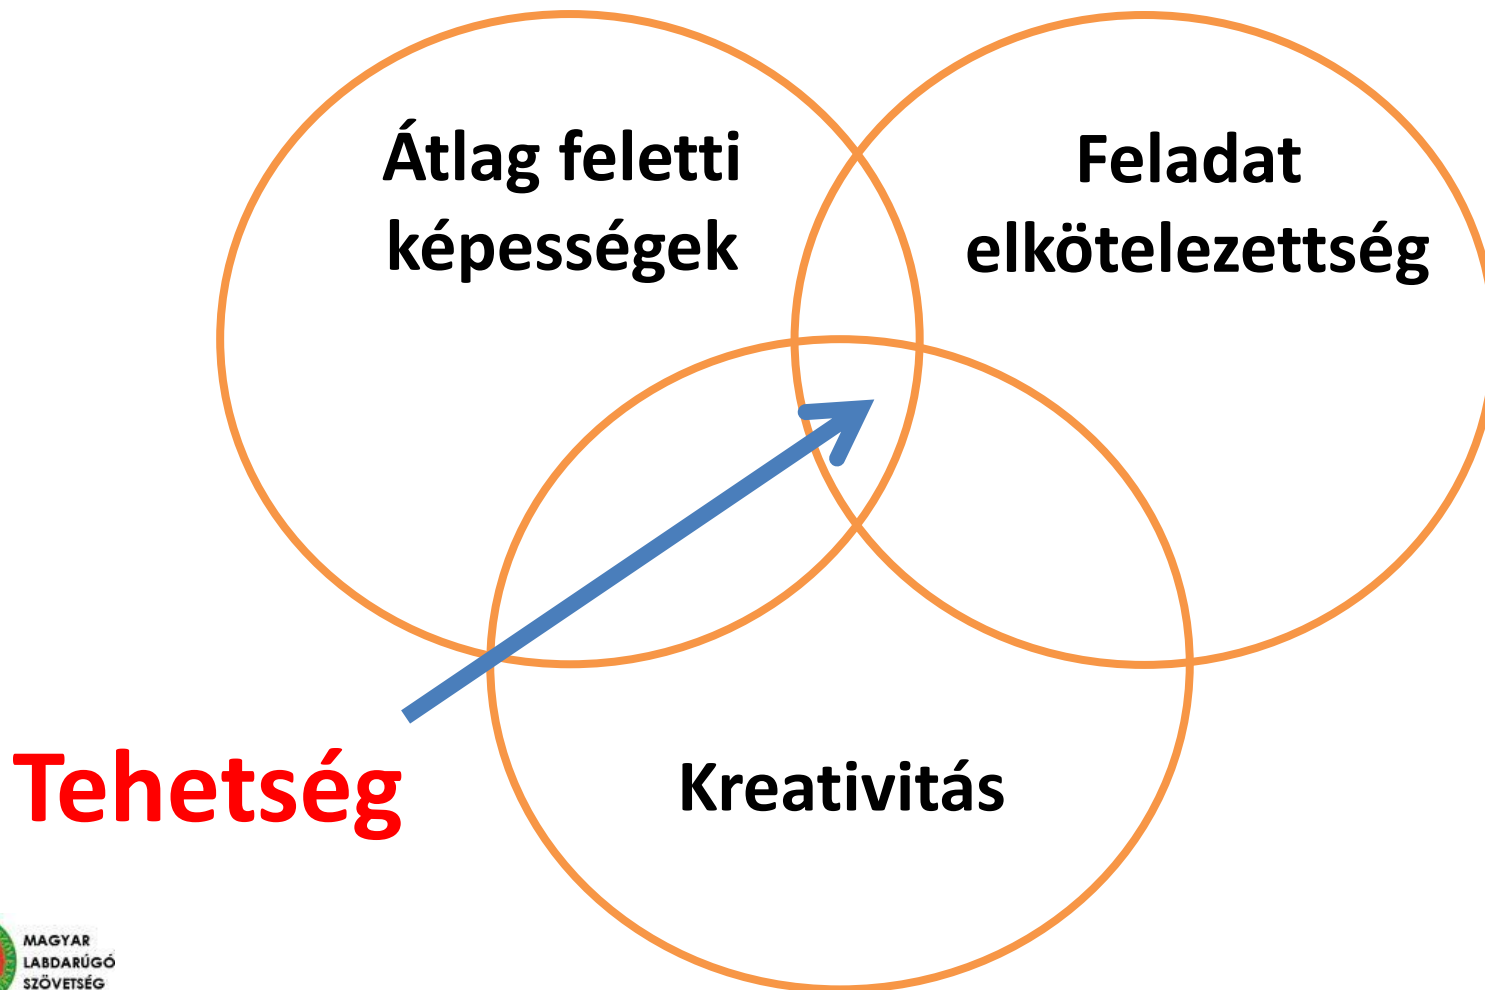 Átlag feletti
képességek
Feladat
elkötelezettség
Tehetség
Kreativitás
MAGYAR
LABDARÚGÓ
SZÖVETSÉG